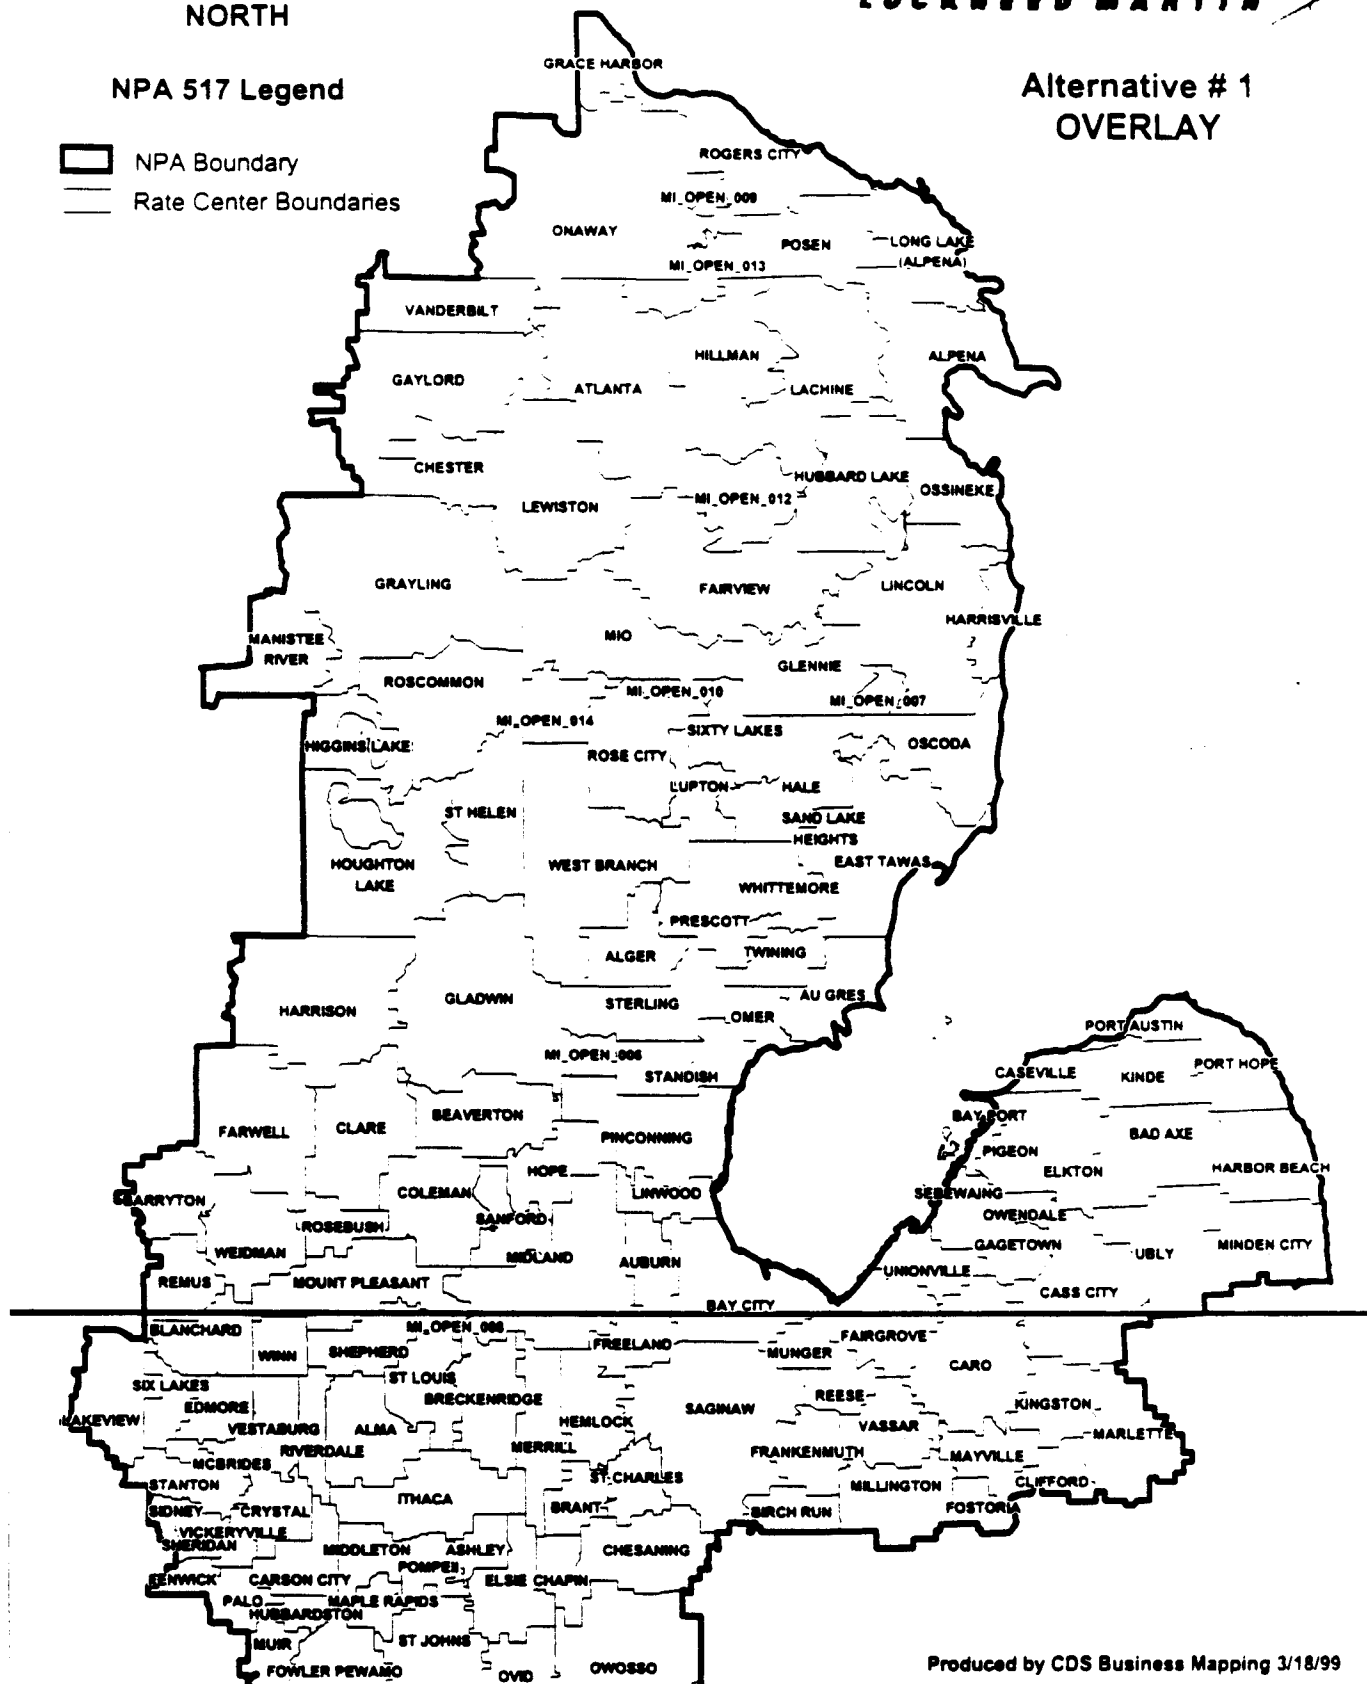 NORTH
LOCKHEED MARTIN
NPA 517 Legend
NPA Boundary
Rate Center Boundaries
Alternative # 1
OVERLAY
GRACE HARBOR
ROGERS CITY
MI_OPEN_009
ONAWAY
POSEN
LONG LAKE
(ALPENA)
MI_OPEN_013
VANDERBILT
HILLMAN
ALPENA
GAYLORD
ATLANTA
LACHINE
CHESTER
HUBBARD LAKE
OSSINEKE
LEWISTON
MI_OPEN_012
GRAYLING
FAIRVIEW
LINCOLN
HARRISVILLE
MANISTEE
RIVER
MIO
GLENNIE
ROSCOMMON
MI_OPEN_010
MI_OPEN_007
MI_OPEN_014
SIXTY LAKES
HIGGINS LAKE
ROSE CITY
OSCODA
LUPTON
HALE
ST HELEN
SAND LAKE
HEIGHTS
HOUGHTON
LAKE
WEST BRANCH
EAST TAWAS
WHITTEMORE
PRESCOTT
ALGER
TWINING
HARRISON
GLADWIN
STERLING
AU GRES
OMER
MI_OPEN_006
STANDISH
PORT AUSTIN
CASEVILLE
KINDE
PORT HOPE
FARWELL
CLARE
BEAVERTON
PINCONNING
BAY PORT
BAD AXE
PIGEON
ELKTON
HARBOR BEACH
HOPE
BARRYTON
COLEMAN
LINWOOD
SEBEWAING
ROSEBUSH
SANFORD
OWENDALE
WEIDMAN
MIDLAND
AUBURN
GAGETOWN
UBLY
MINDEN CITY
REMUS
MOUNT PLEASANT
UNIONVILLE
CASS CITY
BAY CITY
BLANCHARD
MI_OPEN_008
WINN
SHEPHERD
FREELAND
MUNGER
FAIRGROVE
CARO
SIX LAKES
ST LOUIS
EDMORE
BRECKENRIDGE
REESE
KINGSTON
LAKEVIEW
VESTABURG
ALMA
HEMLOCK
SAGINAW
VASSAR
MARLETTE
RIVERDALE
MERRILL
FRANKENMUTH
MAYVILLE
MCBRIDES
STANTON
ST CHARLES
MILLINGTON
CLIFFORD
ITHACA
SIDNEY
CRYSTAL
BRANT
BIRCH RUN
FOSTORIA
VICKERYVILLE
SHERIDAN
MIDDLETON
ASHLEY
CHESANING
POMPEII
FENWICK
CARSON CITY
ELSIE
CHAPIN
PALO
MAPLE RAPIDS
HUBBARDSTON
MUIR
ST JOHNS
FOWLER
PEWAMO
OVID
OWOSSO
Produced by CDS Business Mapping 3/18/99